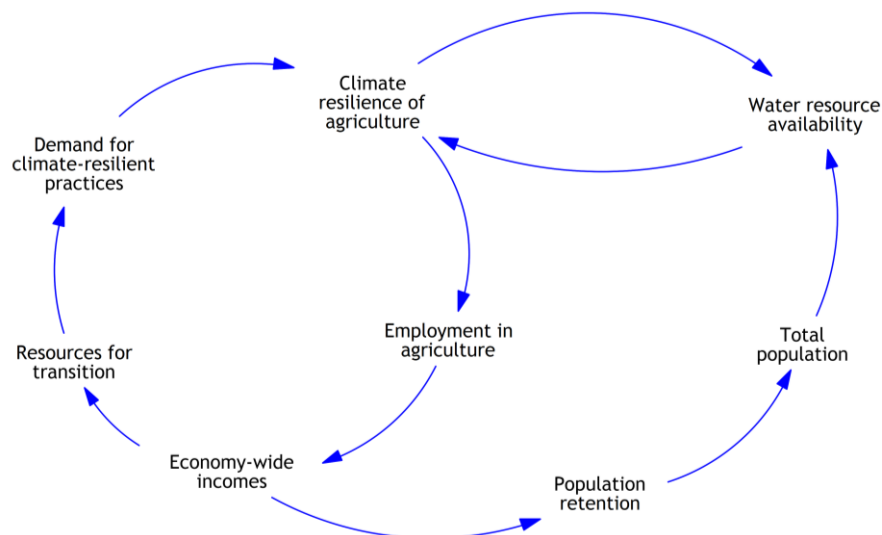 Climate
resilience of
agriculture
Water resource
availability
Demand for
climate-resilient
practices
Employment in
agriculture
Total
population
Resources for
transition
Economy-wide
incomes
Population
retention